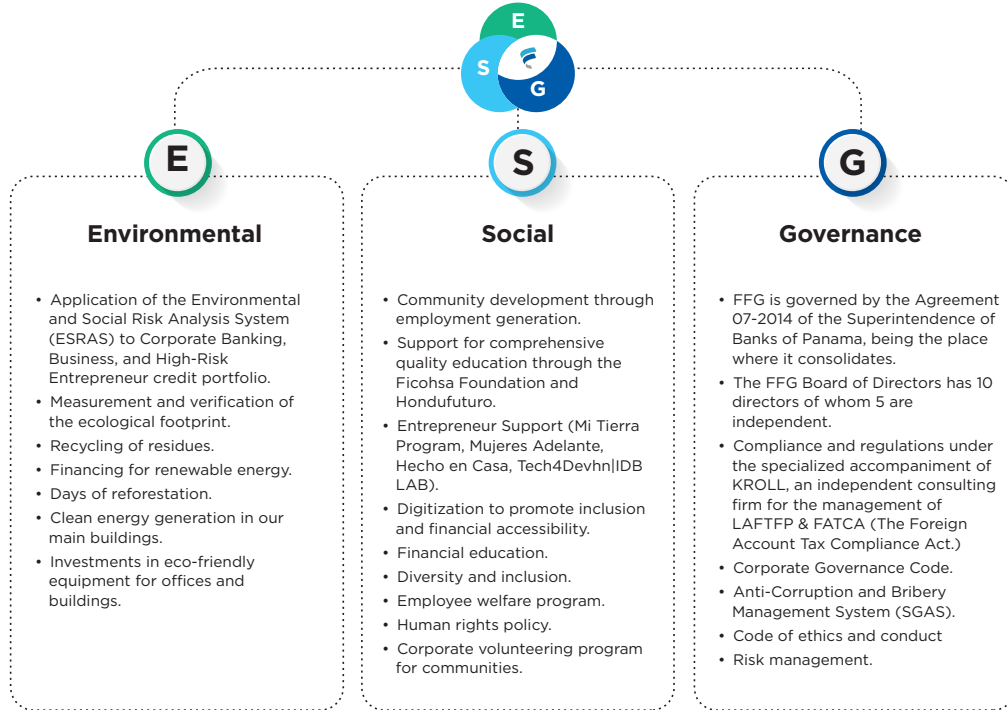 E
S
G
E
S
G
Environmental
• Application of the Environmental
and Social Risk Analysis System
(ESRAS) to Corporate Banking,
Business, and High-Risk
Entrepreneur credit portfolio.
• Measurement and verification of
the ecological footprint.
• Recycling of residues.
• Financing for renewable energy.
• Days of reforestation.
• Clean energy generation in our
main buildings.
• Investments in eco-friendly
equipment for offices and
buildings.
Social
• Community development through
employment generation.
• Support for comprehensive
quality education through the
Ficohsa Foundation and
Hondufuturo.
• Entrepreneur Support (Mi Tierra
Program, Mujeres Adelante,
Hecho en Casa, Tech4Devhn|IDB
LAB).
• Digitization to promote inclusion
and financial accessibility.
• Financial education.
• Diversity and inclusion.
• Employee welfare program.
• Human rights policy.
• Corporate volunteering program
for communities.
Governance
• FFG is governed by the Agreement
07-2014 of the Superintendence of
Banks of Panama, being the place
where it consolidates.
• The FFG Board of Directors has 10
directors of whom 5 are
independent.
• Compliance and regulations under
the specialized accompaniment of
KROLL, an independent consulting
firm for the management of
LAFTFP & FATCA (The Foreign
Account Tax Compliance Act.)
• Corporate Governance Code.
• Anti-Corruption and Bribery
Management System (SGAS).
• Code of ethics and conduct
• Risk management.